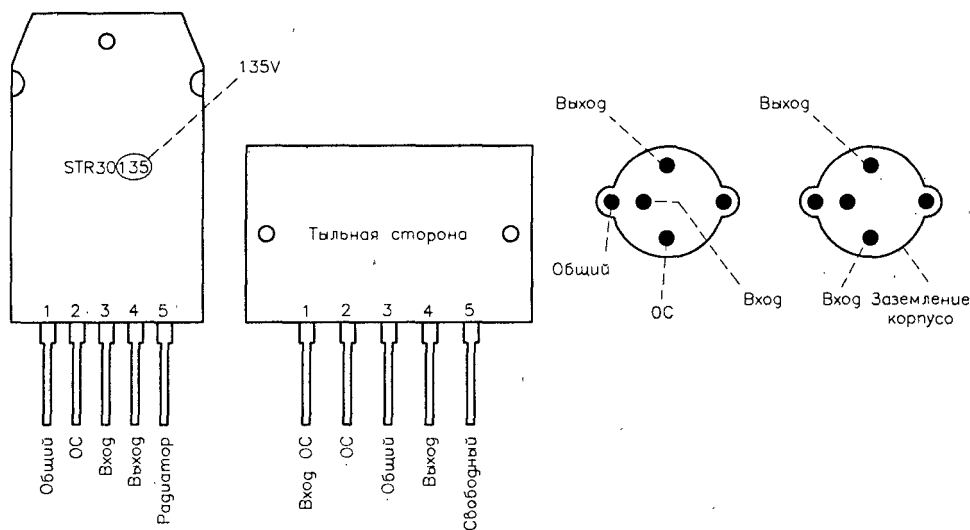 135V
STR30135
1 2 3 4 5
Общий
ОС
Вход
Выход
Радиатор
Тыльная сторона
1 2 3 4 5
Вход ОС
ОС
Общий
Выход
Свободный
Выход
Общий
ОС
Вход
Выход
Вход
Заземление
корпуса